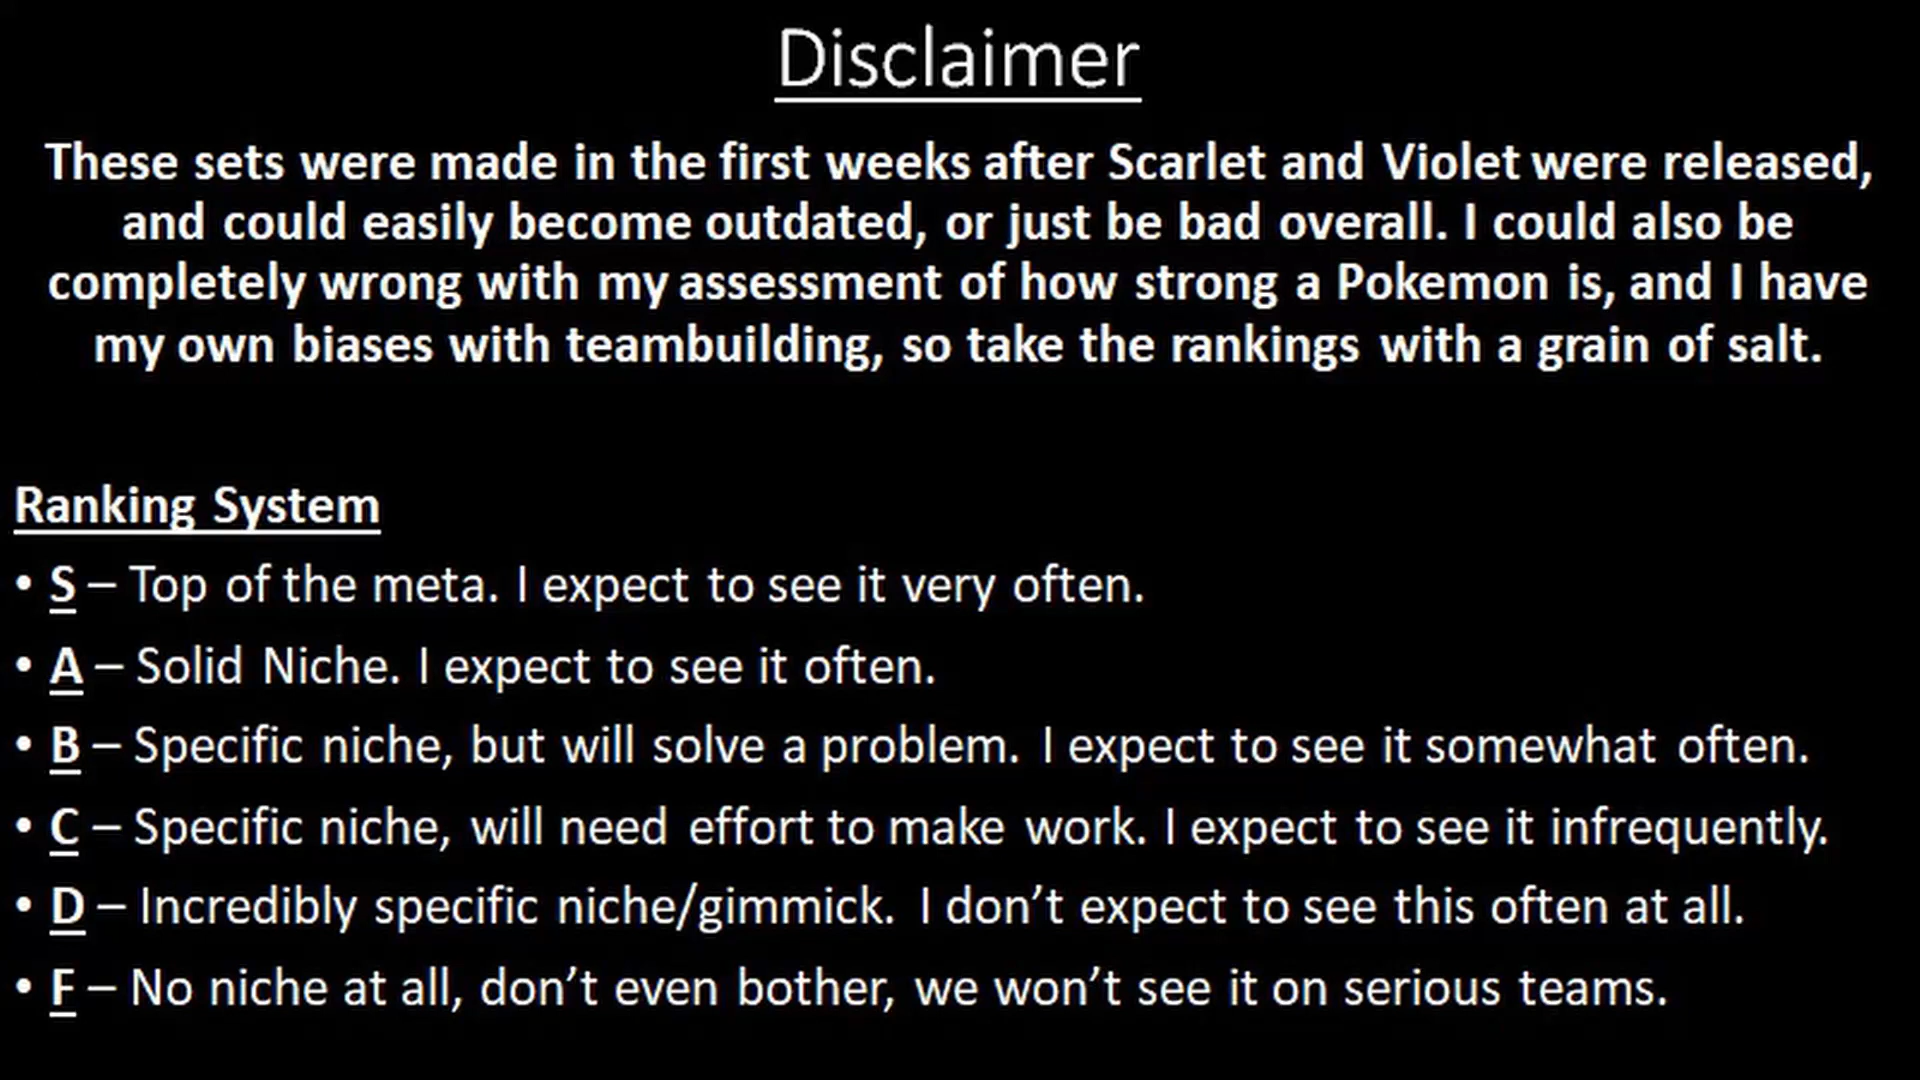 Disclaimer
These sets were made in the first weeks after Scarlet and Violet were released,
and could easily become outdated, or just be bad overall. I could also be
completely wrong with my assessment of how strong a Pokemon is, and I have
my own biases with teambuilding, so take the rankings with a grain of salt.
Ranking System
• S – Top of the meta. I expect to see it very often.
• A – Solid Niche. I expect to see it often.
• B – Specific niche, but will solve a problem. I expect to see it somewhat often.
• C – Specific niche, will need effort to make work. I expect to see it infrequently.
• D – Incredibly specific niche/gimmick. I don’t expect to see this often at all.
• F – No niche at all, don’t even bother, we won’t see it on serious teams.